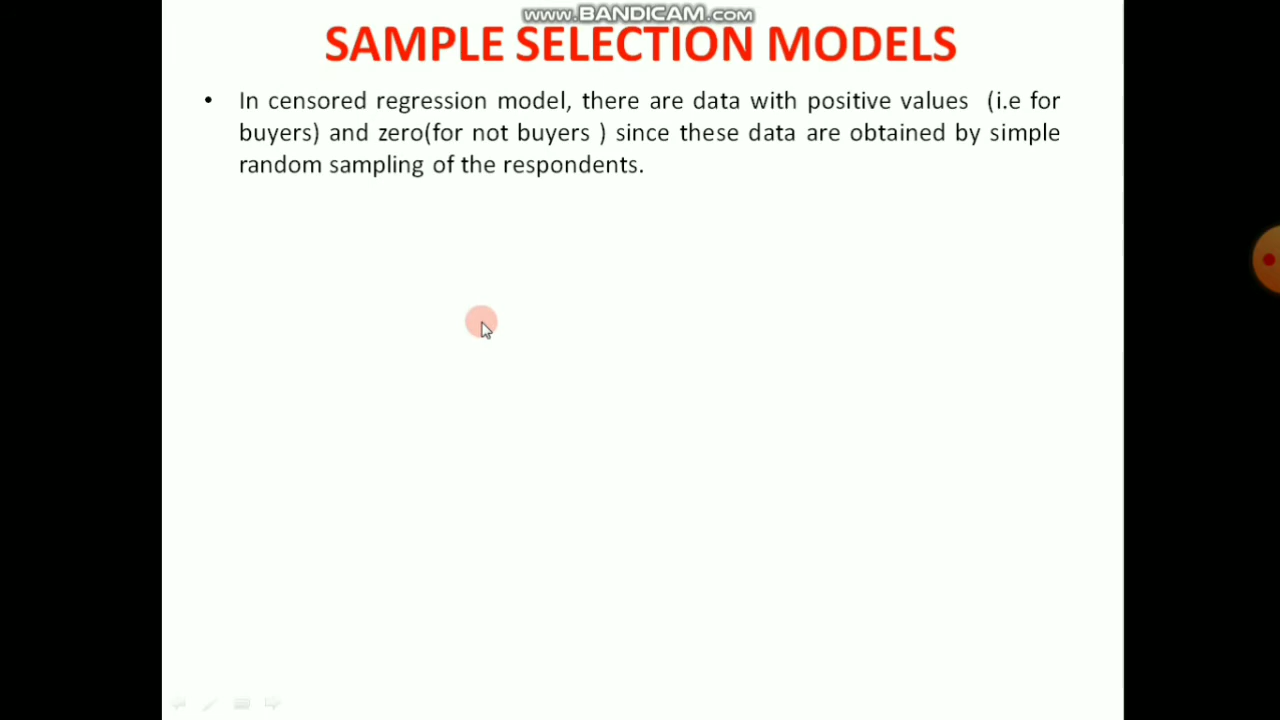 www.BANDICAM.com
SAMPLE SELECTION MODELS
• In censored regression model, there are data with positive values (i.e for
buyers) and zero(for not buyers ) since these data are obtained by simple
random sampling of the respondents.